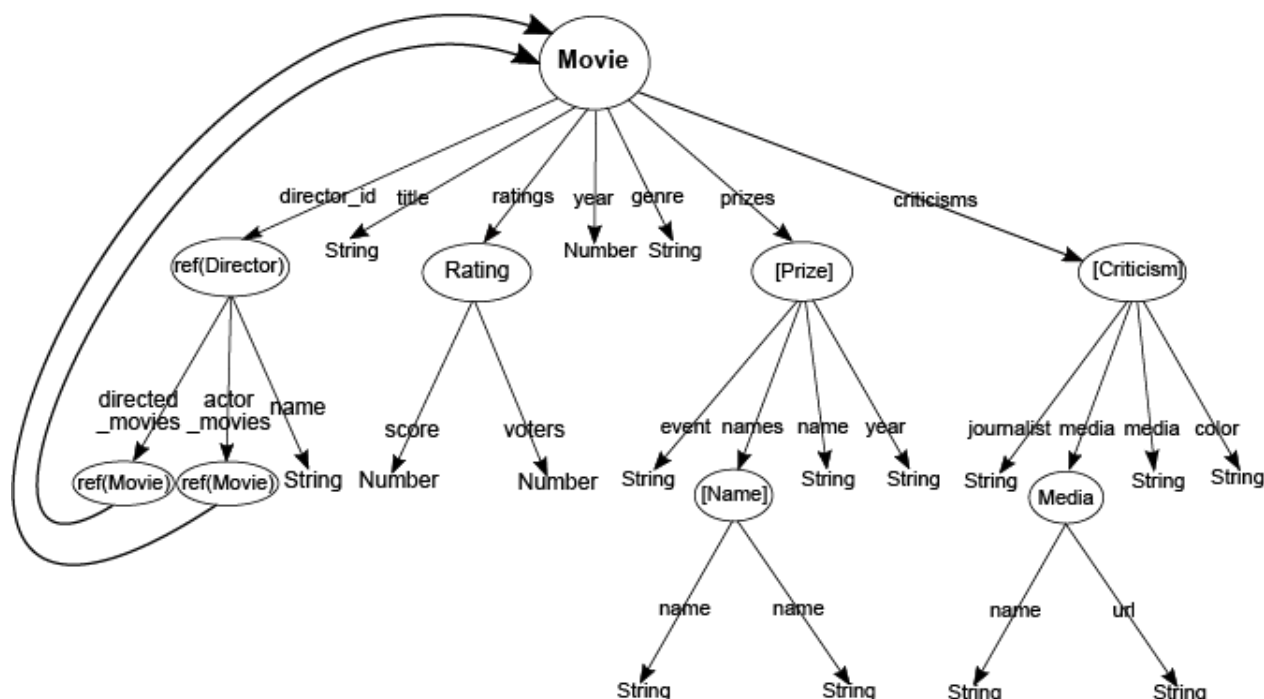 Movie
director_id title ratings year genre prizes criticisms
ref(Director) String Rating Number String [Prize] [Criticism]
directed _movies actor _movies name score voters event names name year journalist media media color
ref(Movie) ref(Movie) String Number Number String [Name] String String String Media String String
name name name url
String String String String